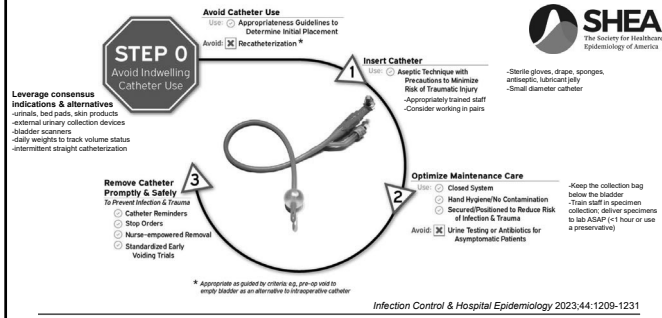 Avoid Catheter Use
Use: Appropriateness Guidelines to
Determine Initial Placement
Avoid: Recatheterization *
STEP 0
Avoid Indwelling
Catheter Use
SHEA
The Society for Healthcare
Epidemiology of America
1
Insert Catheter
Use: Aseptic Technique with
Precautions to Minimize
Risk of Traumatic Injury
-Appropriately trained staff
-Consider working in pairs
-Sterile gloves, drape, sponges,
antiseptic, lubricant jelly
-Small diameter catheter
Leverage consensus
indications & alternatives
-urinals, bed pads, skin products
-external urinary collection devices
-bladder scanners
-daily weights to track volume status
-intermittent straight catheterization
2
Optimize Maintenance Care
Use: Closed System
Hand Hygiene/No Contamination
Secured/Positioned to Reduce Risk
of Infection & Trauma
Avoid: Urine Testing or Antibiotics for
Asymptomatic Patients
-Keep the collection bag
below the bladder
-Train staff in specimen
collection; deliver specimens
to lab ASAP (<1 hour or use
a preservative)
3
Remove Catheter
Promptly & Safely
To Prevent Infection & Trauma
Catheter Reminders
Stop Orders
Nurse-empowered Removal
Standardized Early
Voiding Trials
* Appropriate as guided by criteria: e.g., pre-op void to
empty bladder as an alternative to intraoperative catheter
Infection Control & Hospital Epidemiology 2023;44:1209-1231